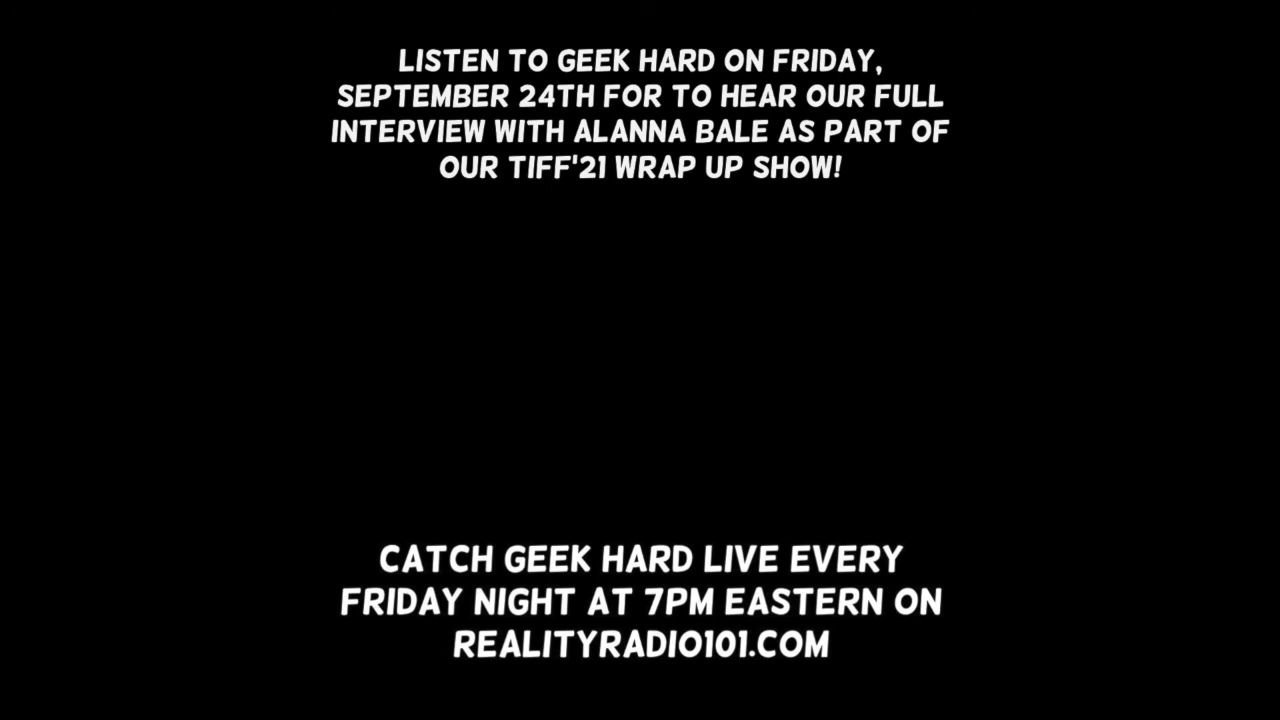 LISTEN TO GEEK HARD ON FRIDAY,
SEPTEMBER 24TH FOR TO HEAR OUR FULL
INTERVIEW WITH ALANNA BALE AS PART OF
OUR TIFF'21 WRAP UP SHOW!
CATCH GEEK HARD LIVE EVERY
FRIDAY NIGHT AT 7PM EASTERN ON
REALITYRADIO101.COM